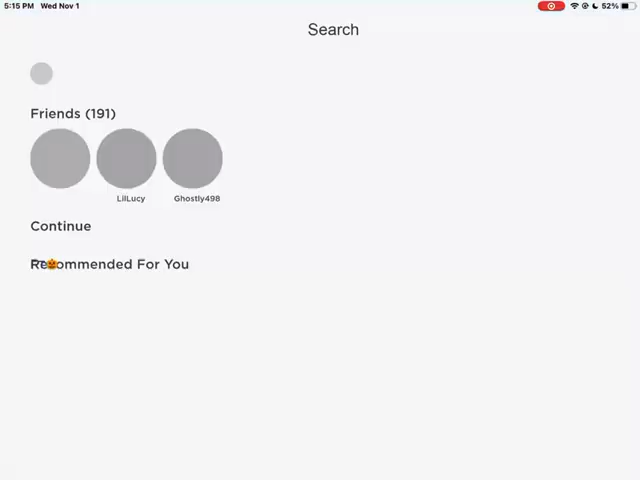 5:15 PM Wed Nov 1
52%
Search
Friends (191)
LilLucy
Ghostly498
Continue
Recommended For You